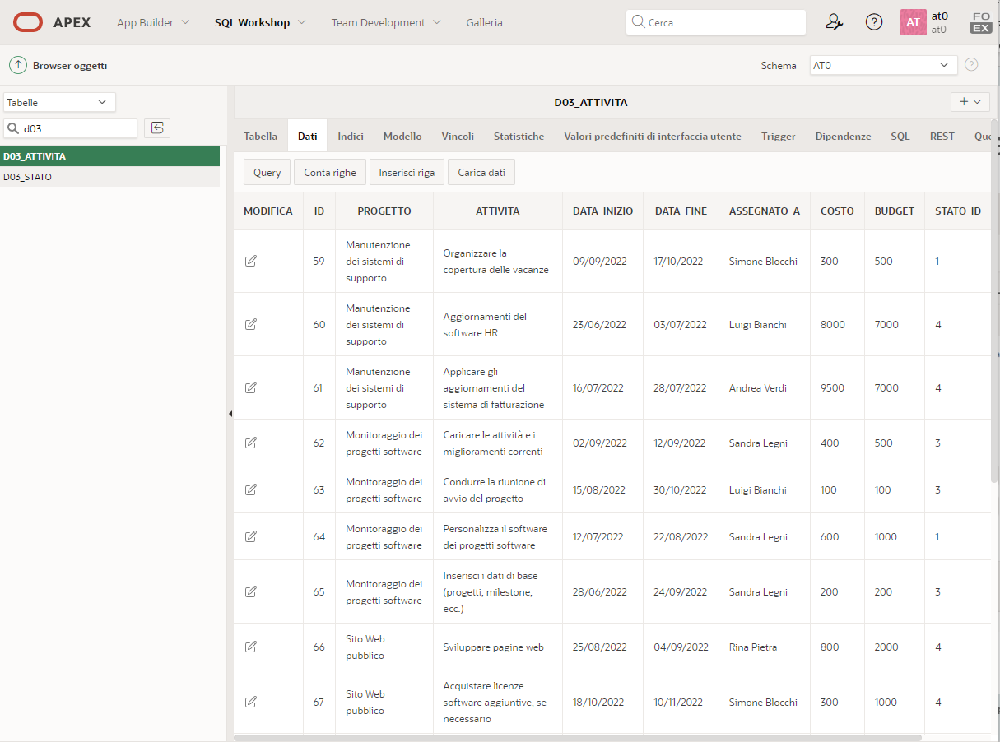 APEX App Builder SQL Workshop Team Development Galleria Cerca AT at0 FO
at0 EX
Browser oggetti Schema AT0
Tabelle D03_ATTIVITA
d03
Tabella Dati Indici Modello Vincoli Statistiche Valori predefiniti di interfaccia utente Trigger Dipendenze SQL REST Que
D03_ATTIVITA
D03_STATO
Query Conta righe Inserisci riga Carica dati
MODIFICA ID PROGETTO ATTIVITA DATA_INIZIO DATA_FINE ASSEGNATO_A COSTO BUDGET STATO_ID
59 Manutenzione dei sistemi di supporto Organizzare la copertura delle vacanze 09/09/2022 17/10/2022 Simone Blocchi 300 500 1
60 Manutenzione dei sistemi di supporto Aggiornamenti del software HR 23/06/2022 03/07/2022 Luigi Bianchi 8000 7000 4
61 Manutenzione dei sistemi di supporto Applicare gli aggiornamenti del sistema di fatturazione 16/07/2022 28/07/2022 Andrea Verdi 9500 7000 4
62 Monitoraggio dei progetti software Caricare le attività e i miglioramenti correnti 02/09/2022 12/09/2022 Sandra Legni 400 500 3
63 Monitoraggio dei progetti software Condurre la riunione di avvio del progetto 15/08/2022 30/10/2022 Luigi Bianchi 100 100 3
64 Monitoraggio dei progetti software Personalizza il software dei progetti software 12/07/2022 22/08/2022 Sandra Legni 600 1000 1
65 Monitoraggio dei progetti software Inserisci i dati di base (progetti, milestone, ecc.) 28/06/2022 24/09/2022 Sandra Legni 200 200 3
66 Sito Web pubblico Sviluppare pagine web 25/08/2022 04/09/2022 Rina Pietra 800 2000 4
67 Sito Web pubblico Acquistare licenze software aggiuntive, se necessario 18/10/2022 10/11/2022 Simone Blocchi 300 1000 4